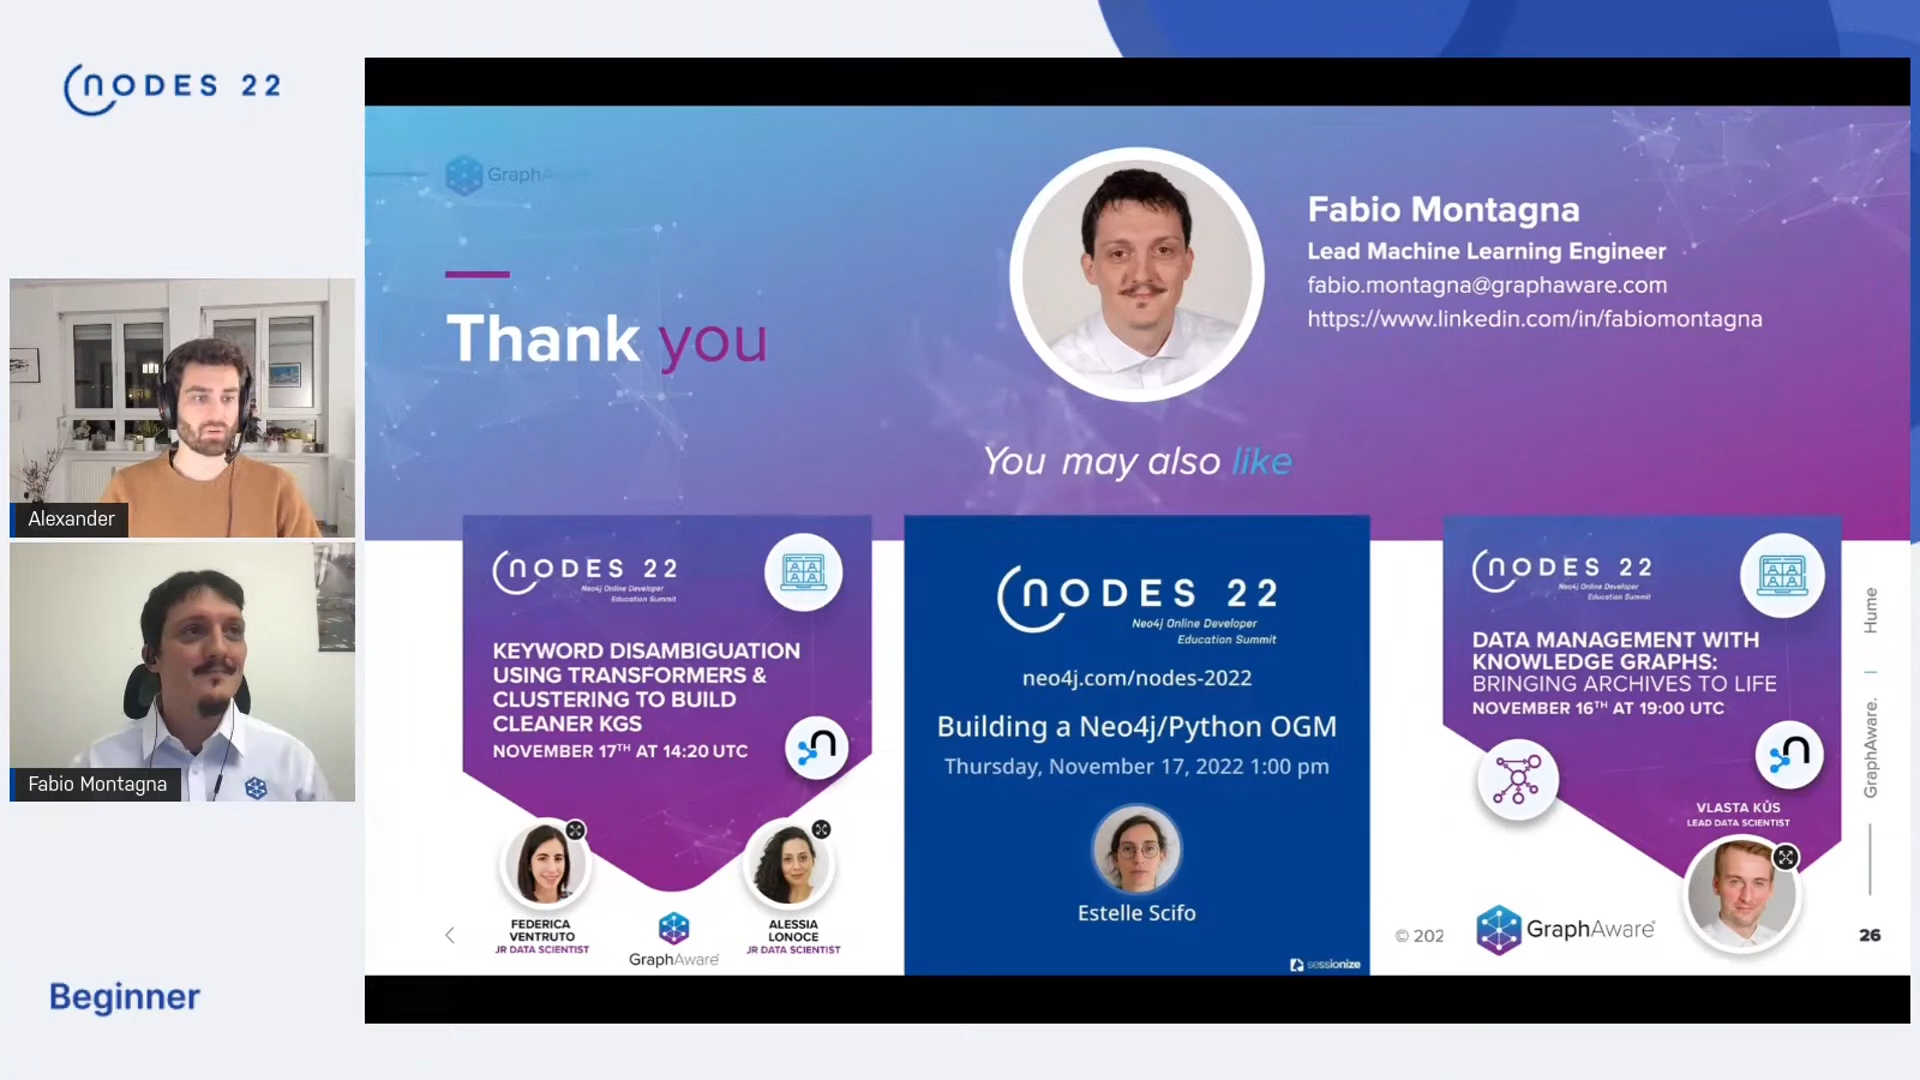 NODES 22
Alexander
Fabio Montagna
Beginner
GraphAware
Thank you
Fabio Montagna
Lead Machine Learning Engineer
fabio.montagna@graphaware.com
https://www.linkedin.com/in/fabiomontagna
You may also like
NODES 22
Neo4j Online Developer
Education Summit
KEYWORD DISAMBIGUATION
USING TRANSFORMERS &
CLUSTERING TO BUILD
CLEANER KGS
NOVEMBER 17TH AT 14:20 UTC
FEDERICA
VENTRUTO
JR DATA SCIENTIST
GraphAware
ALESSIA
LONOCE
JR DATA SCIENTIST
NODES 22
Neo4j Online Developer
Education Summit
neo4j.com/nodes-2022
Building a Neo4j/Python OGM
Thursday, November 17, 2022 1:00 pm
Estelle Scifo
sessionize
NODES 22
Neo4j Online Developer
Education Summit
DATA MANAGEMENT WITH
KNOWLEDGE GRAPHS:
BRINGING ARCHIVES TO LIFE
NOVEMBER 16TH AT 19:00 UTC
VLASTA KŮS
LEAD DATA SCIENTIST
© 202
GraphAware®
GraphAware. | Hume
26